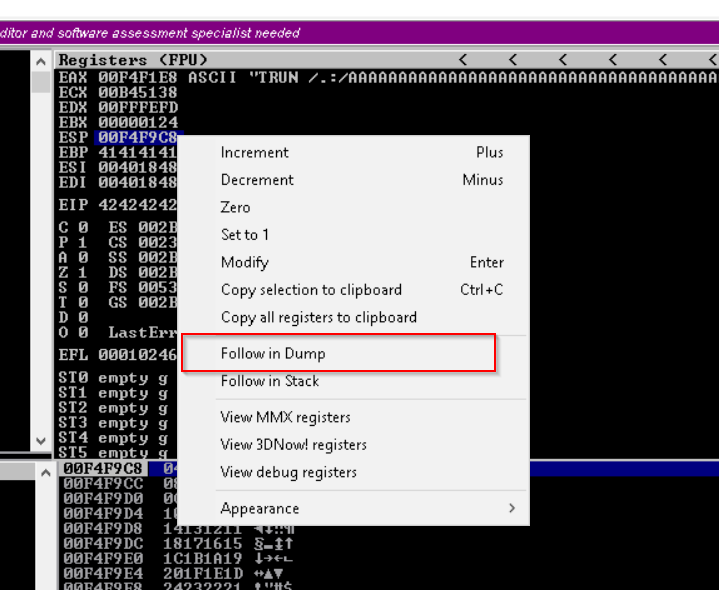 ditor and software assessment specialist needed
Registers (FPU) < < < < < <
EAX 00F4F1E8 ASCII "TRUN /.:/AAAAAAAAAAAAAAAAAAAAAAAAAAAAAAAAAAAAA
ECX 00B45138
EDX 00FFFEFD
EBX 00000124
ESP 00F4F9C8
EBP 41414141
ESI 00401848
EDI 00401848
EIP 42424242
C 0 ES 002B
P 1 CS 0023
A 0 SS 002B
Z 1 DS 002B
S 0 FS 0053
T 0 GS 002B
D 0
O 0 LastErr
EFL 00010246
ST0 empty g
ST1 empty g
ST2 empty g
ST3 empty g
ST4 empty g
ST5 empty g
Increment Plus
Decrement Minus
Zero
Set to 1
Modify Enter
Copy selection to clipboard Ctrl+C
Copy all registers to clipboard
Follow in Dump
Follow in Stack
View MMX registers
View 3DNow! registers
View debug registers
Appearance >
00F4F9C8 04
00F4F9CC 08
00F4F9D0 0C
00F4F9D4 10
00F4F9D8 14131211
00F4F9DC 18171615
00F4F9E0 1C1B1A19
00F4F9E4 201F1E1D
00F4F9E8 24232221